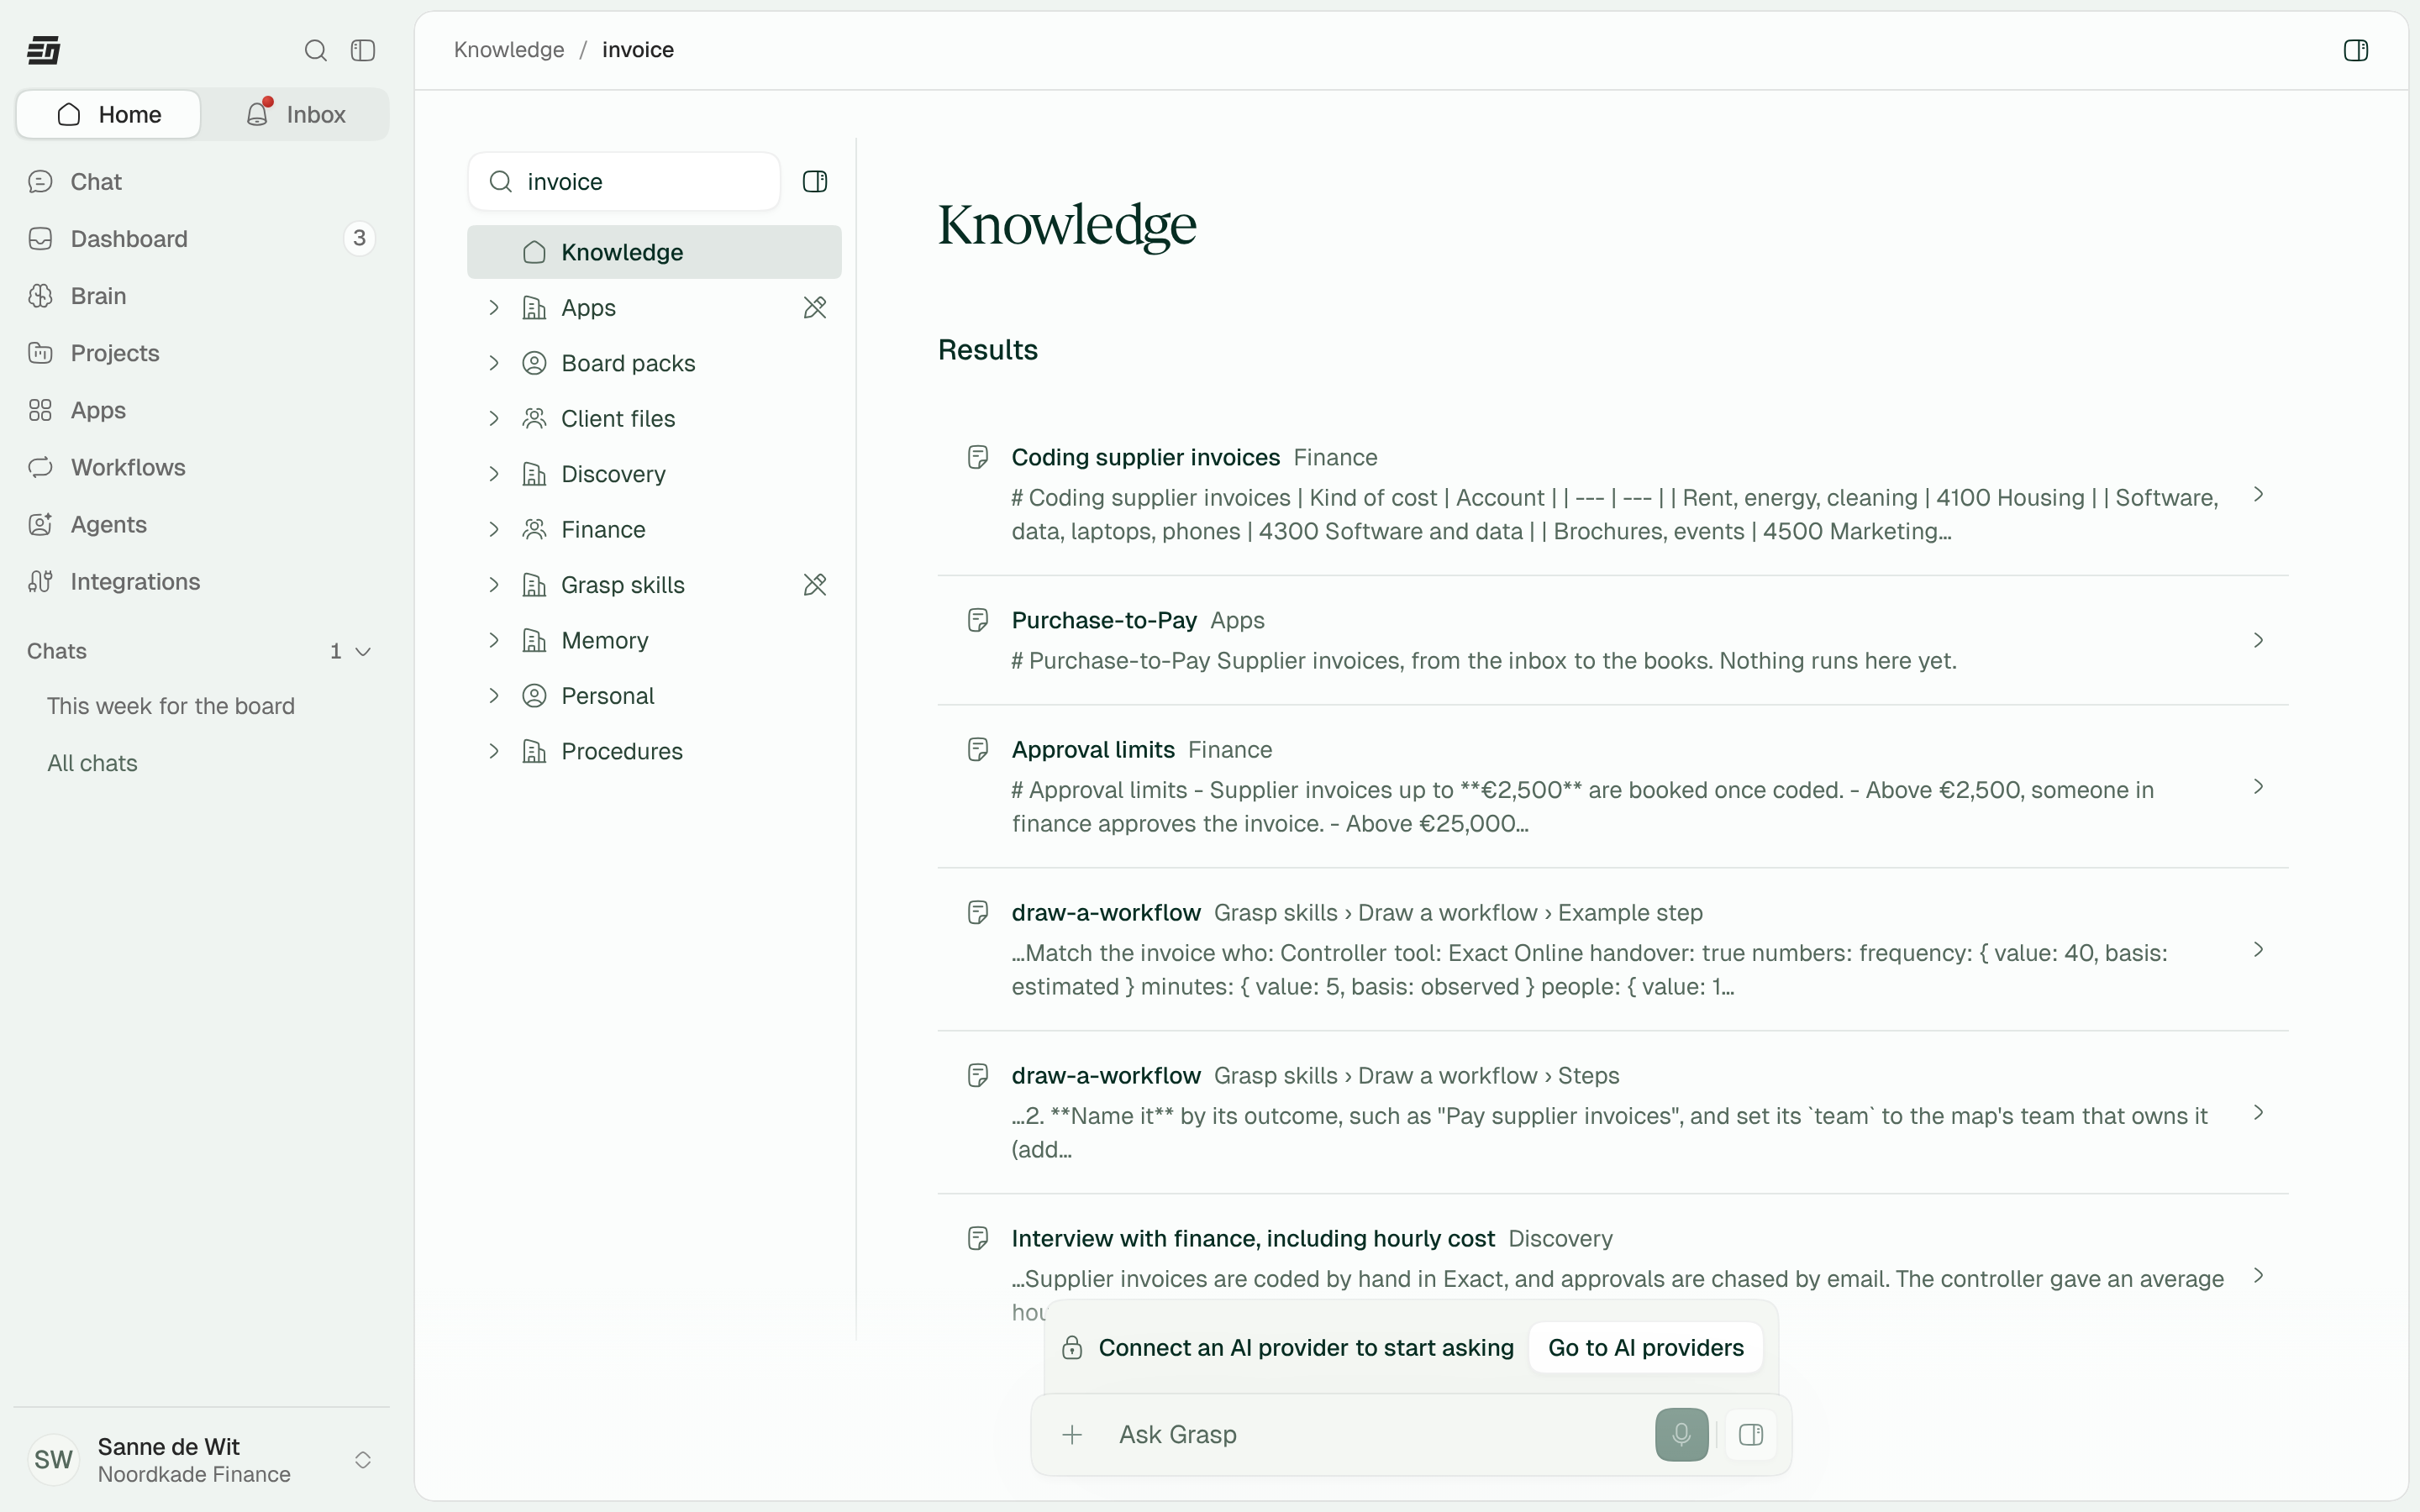 Home
Inbox
Chat
Dashboard
3
Brain
Projects
Apps
Workflows
Agents
Integrations
Chats
1
This week for the board
All chats
SW
Sanne de Wit
Noordkade Finance
Knowledge / invoice
invoice
Knowledge
Apps
Board packs
Client files
Discovery
Finance
Grasp skills
Memory
Personal
Procedures
Knowledge
Results
Coding supplier invoices Finance
# Coding supplier invoices | Kind of cost | Account | | --- | --- | | Rent, energy, cleaning | 4100 Housing | | Software,
data, laptops, phones | 4300 Software and data | | Brochures, events | 4500 Marketing…
Purchase-to-Pay Apps
# Purchase-to-Pay Supplier invoices, from the inbox to the books. Nothing runs here yet.
Approval limits Finance
# Approval limits - Supplier invoices up to **€2,500** are booked once coded. - Above €2,500, someone in
finance approves the invoice. - Above €25,000…
draw-a-workflow Grasp skills › Draw a workflow › Example step
…Match the invoice who: Controller tool: Exact Online handover: true numbers: frequency: { value: 40, basis:
estimated } minutes: { value: 5, basis: observed } people: { value: 1…
draw-a-workflow Grasp skills › Draw a workflow › Steps
…2. **Name it** by its outcome, such as "Pay supplier invoices", and set its `team` to the map's team that owns it
(add…
Interview with finance, including hourly cost Discovery
…Supplier invoices are coded by hand in Exact, and approvals are chased by email. The controller gave an average
Connect an AI provider to start asking
Go to AI providers
Ask Grasp